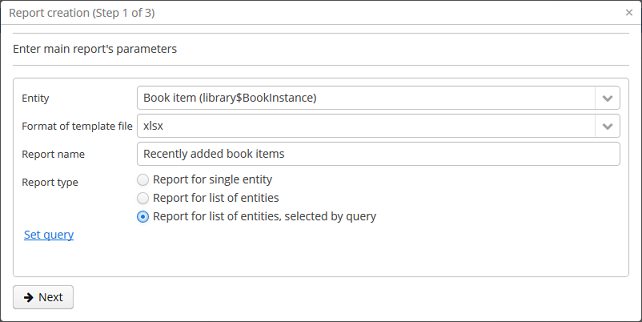 Report creation (Step 1 of 3)
Enter main report's parameters
Entity Book item (library$BookInstance)
Format of template file xlsx
Report name Recently added book items
Report type Report for single entity
Report for list of entities
Report for list of entities, selected by query
Set query
Next